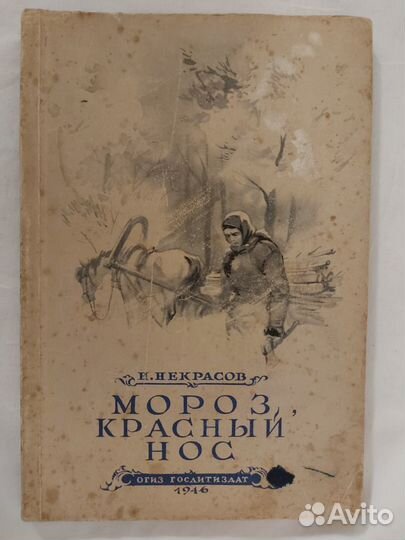 Н. НЕКРАСОВ
МОРОЗ,
КРАСНЫЙ
НОС
ОГИЗ ГОСЛИТИЗДАТ
1946
Avito